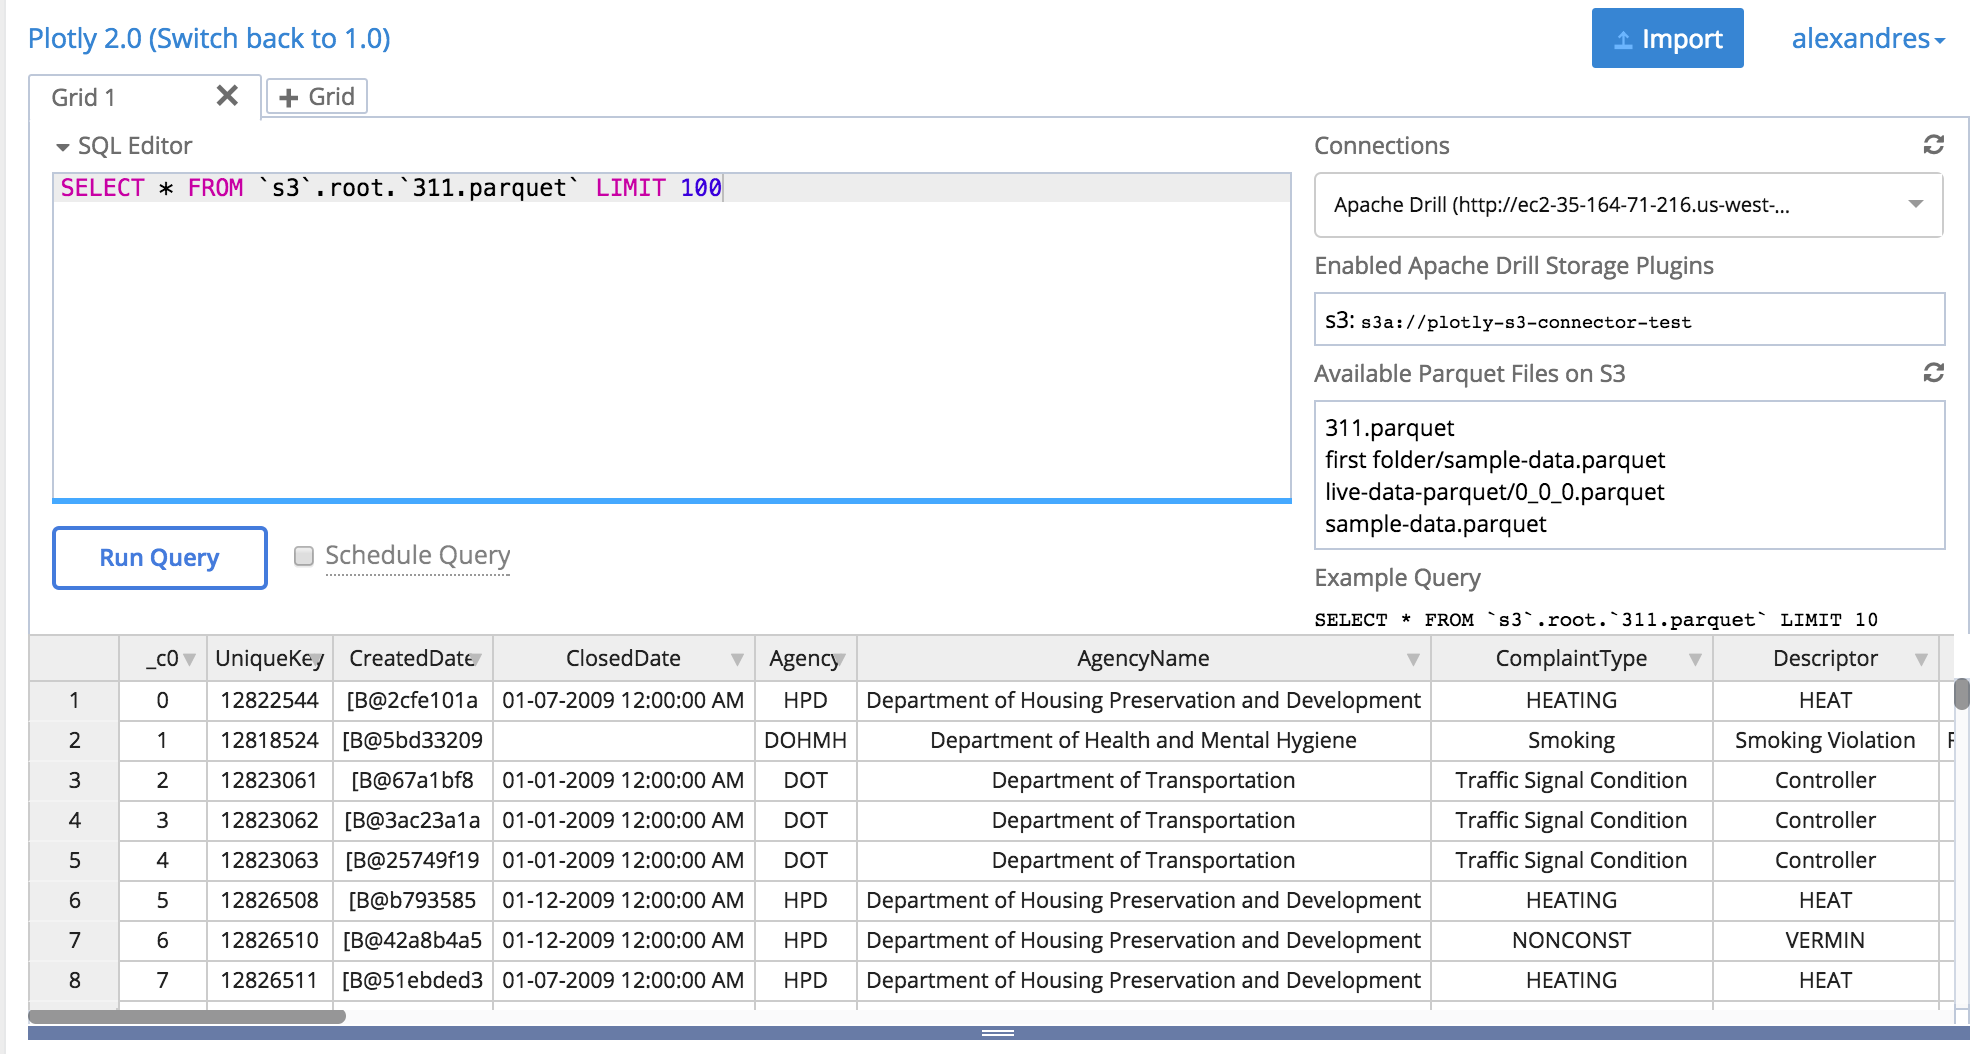 Plotly 2.0 (Switch back to 1.0)
Import
alexandres
Grid 1
Grid
SQL Editor
SELECT * FROM `s3`.root.`311.parquet` LIMIT 100
Run Query
Schedule Query
Connections
Apache Drill (http://ec2-35-164-71-216.us-west-...
Enabled Apache Drill Storage Plugins
s3: s3a://plotly-s3-connector-test
Available Parquet Files on S3
311.parquet
first folder/sample-data.parquet
live-data-parquet/0_0_0.parquet
sample-data.parquet
Example Query
SELECT * FROM `s3`.root.`311.parquet` LIMIT 10
_c0 UniqueKey CreatedDate ClosedDate Agency AgencyName ComplaintType Descriptor
1 0 12822544 [B@2cfe101a 01-07-2009 12:00:00 AM HPD Department of Housing Preservation and Development HEATING HEAT
2 1 12818524 [B@5bd33209 DOHMH Department of Health and Mental Hygiene Smoking Smoking Violation
3 2 12823061 [B@67a1bf8 01-01-2009 12:00:00 AM DOT Department of Transportation Traffic Signal Condition Controller
4 3 12823062 [B@3ac23a1a 01-01-2009 12:00:00 AM DOT Department of Transportation Traffic Signal Condition Controller
5 4 12823063 [B@25749f19 01-01-2009 12:00:00 AM DOT Department of Transportation Traffic Signal Condition Controller
6 5 12826508 [B@b793585 01-12-2009 12:00:00 AM HPD Department of Housing Preservation and Development HEATING HEAT
7 6 12826510 [B@42a8b4a5 01-12-2009 12:00:00 AM HPD Department of Housing Preservation and Development NONCONST VERMIN
8 7 12826511 [B@51ebded3 01-07-2009 12:00:00 AM HPD Department of Housing Preservation and Development HEATING HEAT